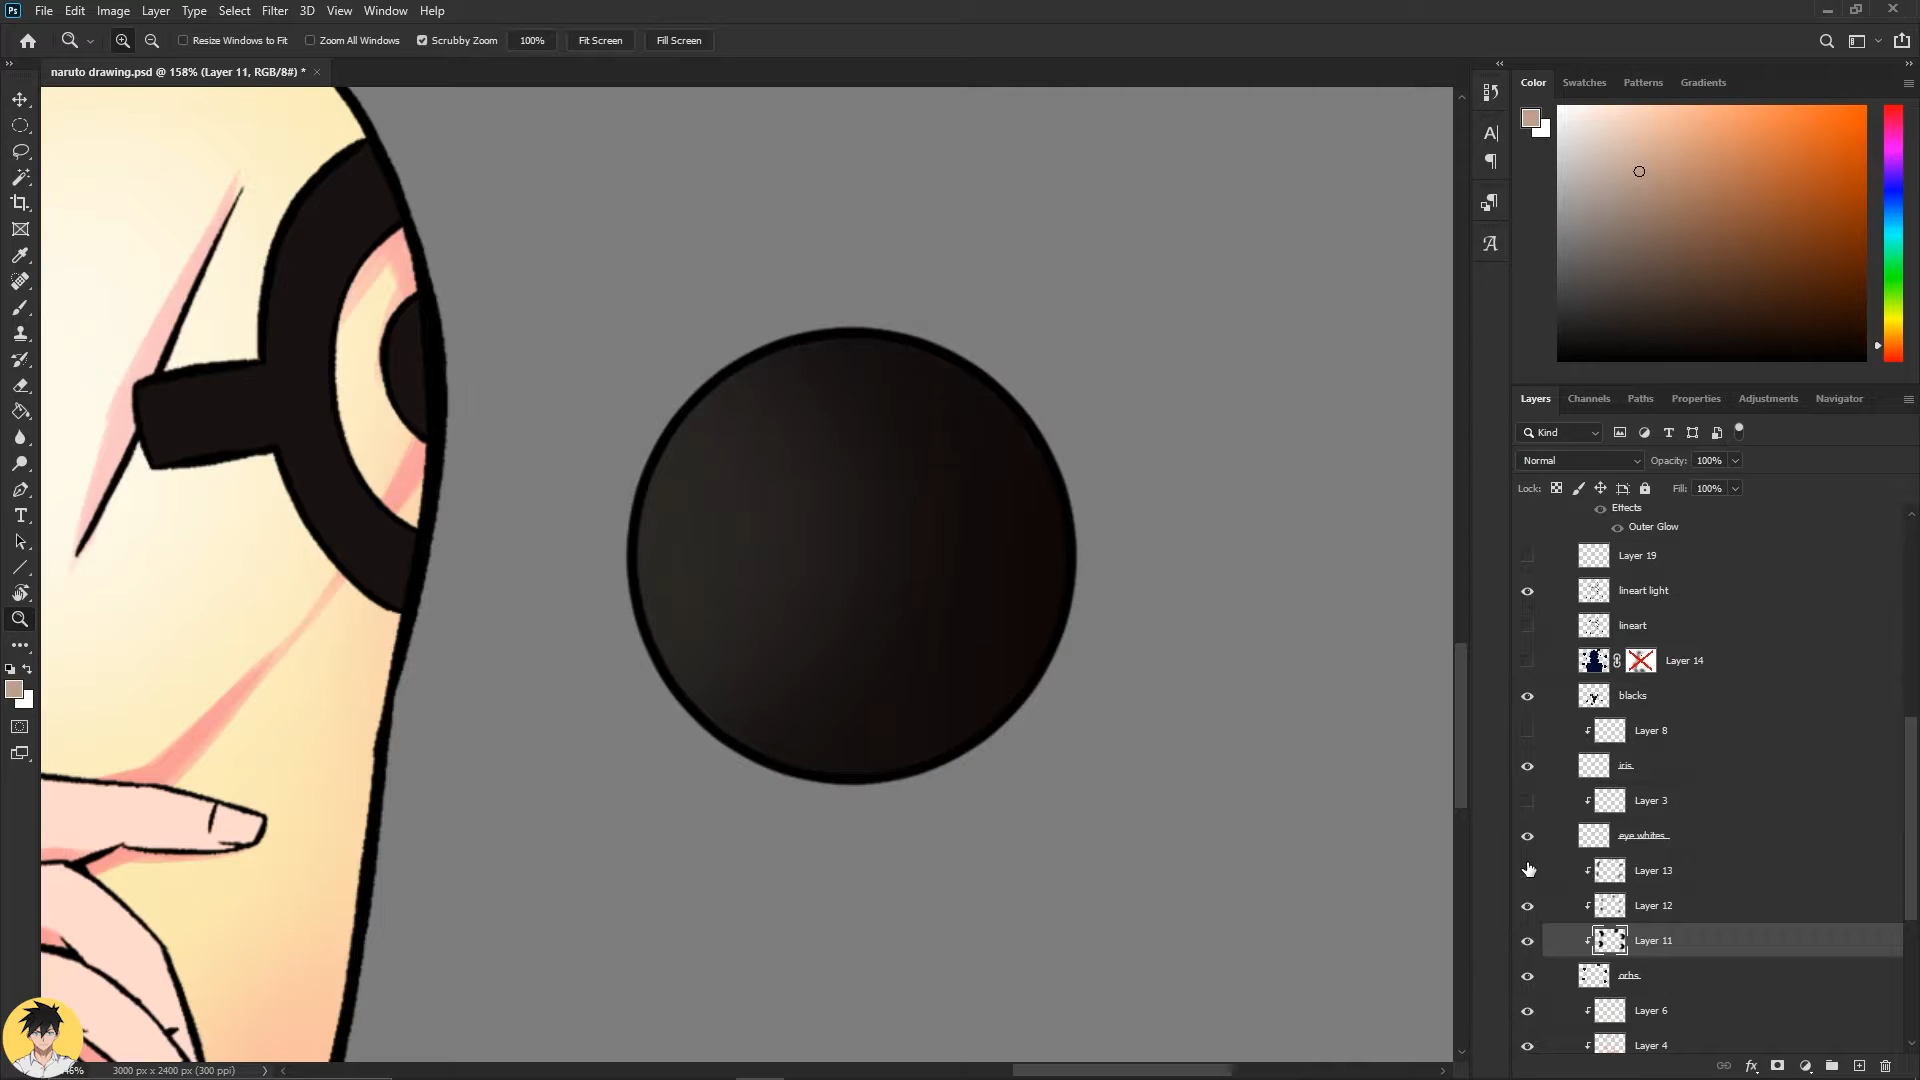 Ps File Edit Image Layer Type Select Filter 3D View Window Help
Resize Windows to Fit Zoom All Windows Scrubby Zoom 100% Fit Screen Fill Screen
naruto drawing.psd @ 158% (Layer 11, RGB/8#) * ×
Color Swatches Patterns Gradients
Layers Channels Paths Properties Adjustments Navigator
Kind
Normal Opacity: 100%
Lock: Fill: 100%
Effects
Outer Glow
Layer 19
lineart light
lineart
Layer 14
blacks
Layer 8
iris
Layer 3
eye whites
Layer 13
Layer 12
Layer 11
orbs
Layer 6
Layer 4
3000 px x 2400 px (300 ppi)